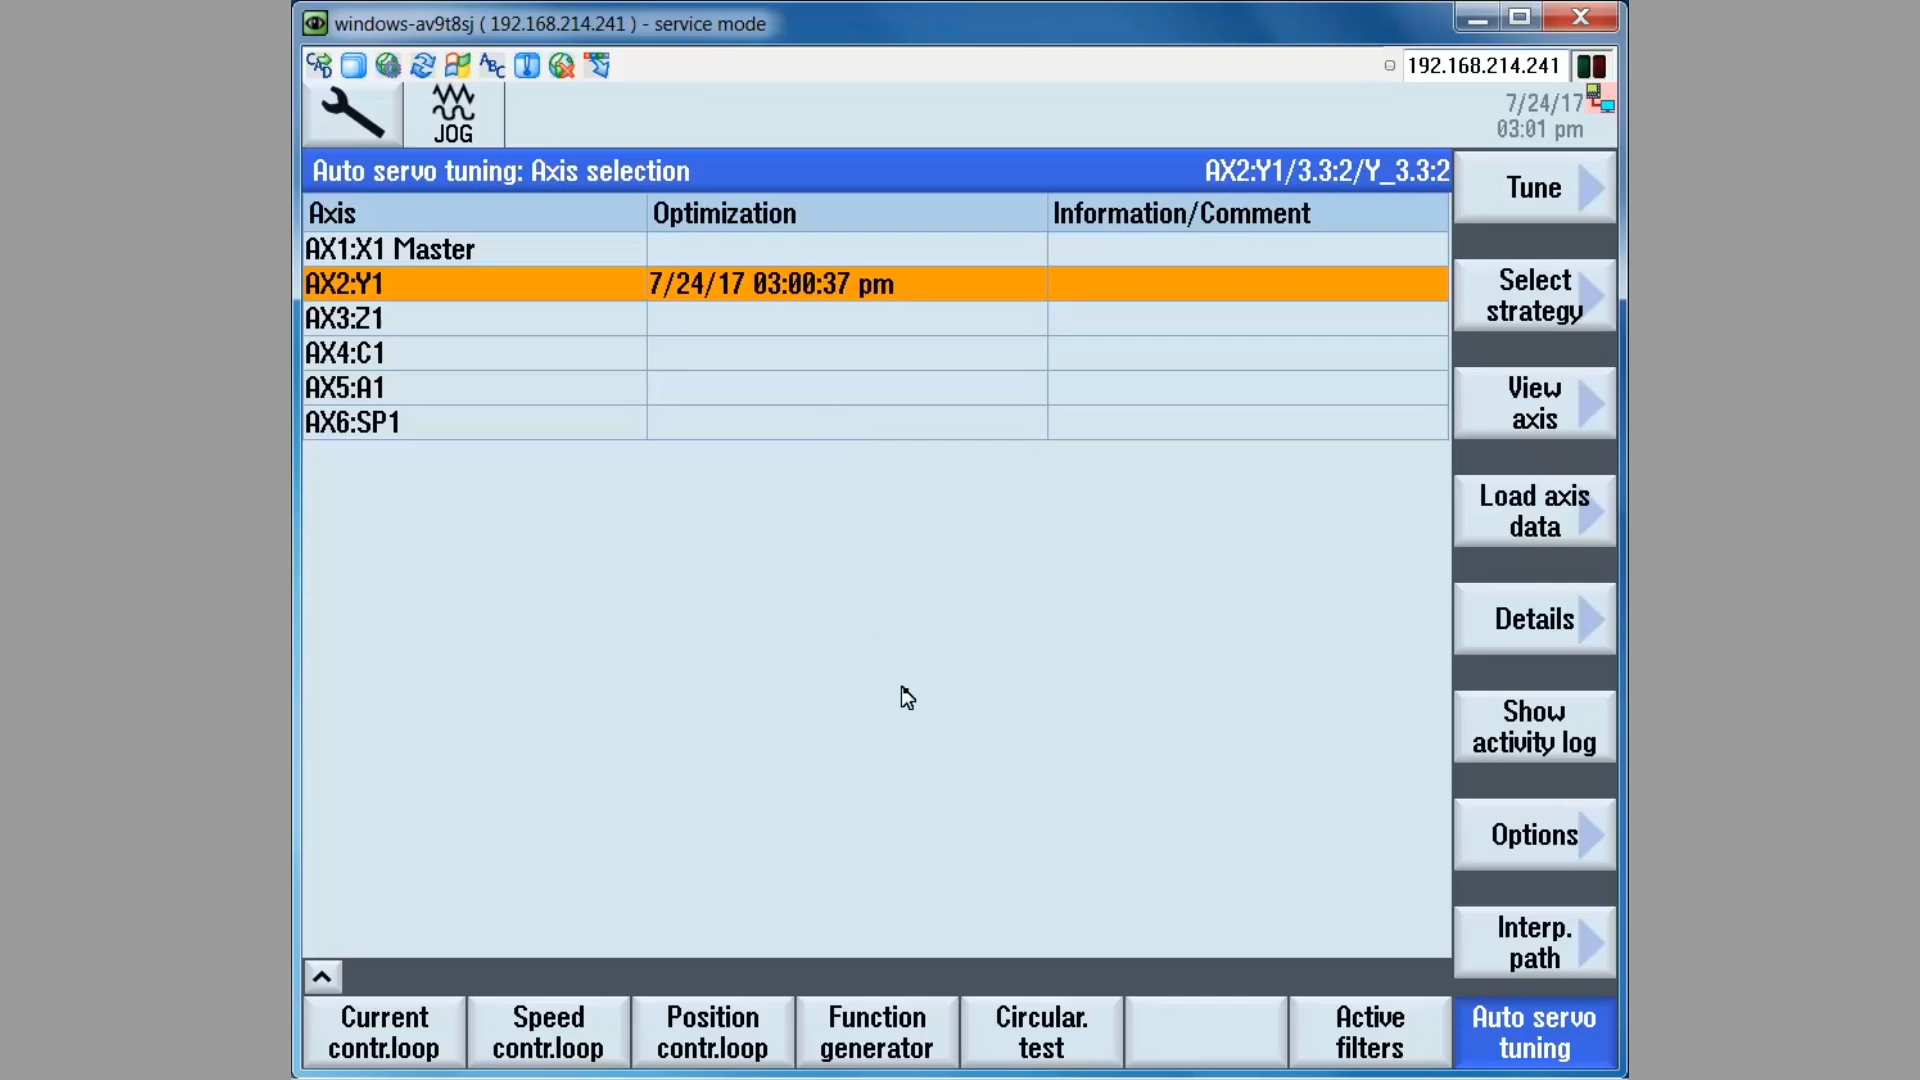 windows-av9t8sj ( 192.168.214.241 ) - service mode
192.168.214.241
JOG
7/24/17
03:01 pm
Auto servo tuning: Axis selection
AX2:Y1/3.3:2/Y_3.3:2
Axis Optimization Information/Comment
AX1:X1 Master
AX2:Y1 7/24/17 03:00:37 pm
AX3:Z1
AX4:C1
AX5:A1
AX6:SP1
Tune
Select
strategy
View
axis
Load axis
data
Details
Show
activity log
Options
Interp.
path
Current
contr.loop
Speed
contr.loop
Position
contr.loop
Function
generator
Circular.
test
Active
filters
Auto servo
tuning